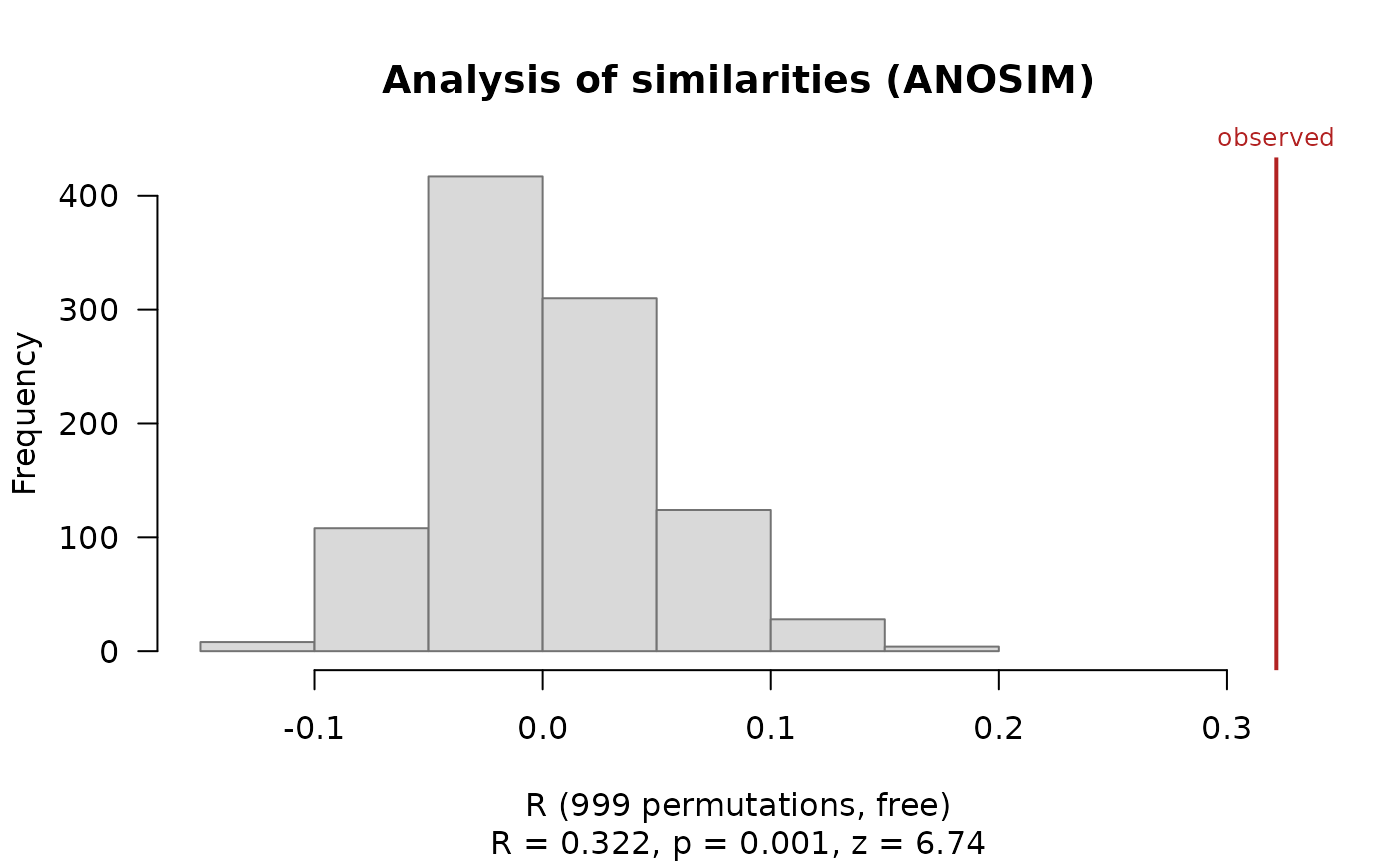 Analysis of similarities (ANOSIM)
observed
400
300
200
100
0
Frequency
-0.1 0.0 0.1 0.2 0.3
R (999 permutations, free)
R = 0.322, p = 0.001, z = 6.74